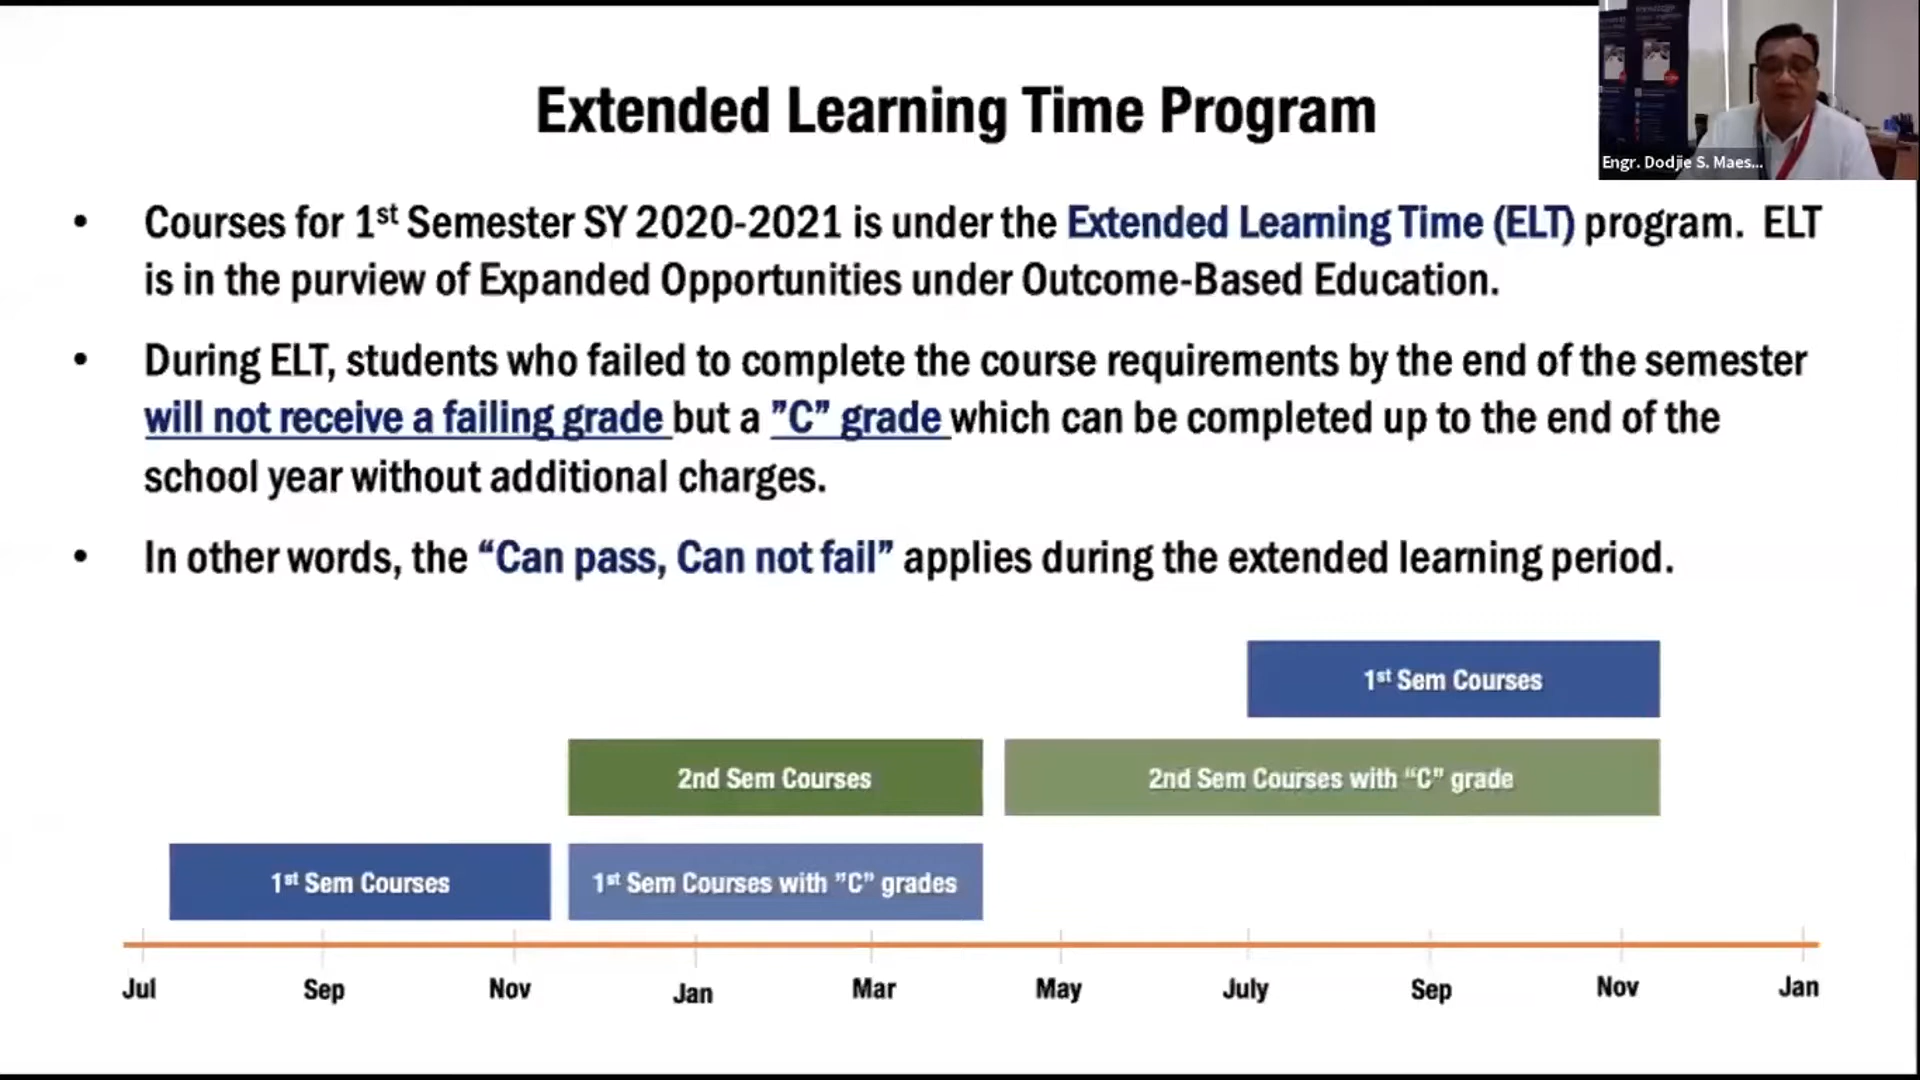 Extended Learning Time Program
Engr. Dodjie S. Maes...
• Courses for 1st Semester SY 2020-2021 is under the Extended Learning Time (ELT) program. ELT
is in the purview of Expanded Opportunities under Outcome-Based Education.
• During ELT, students who failed to complete the course requirements by the end of the semester
will not receive a failing grade but a ”C” grade which can be completed up to the end of the
school year without additional charges.
• In other words, the “Can pass, Can not fail” applies during the extended learning period.
1st Sem Courses
2nd Sem Courses
2nd Sem Courses with “C” grade
1st Sem Courses
1st Sem Courses with ”C” grades
Jul Sep Nov Jan Mar May July Sep Nov Jan